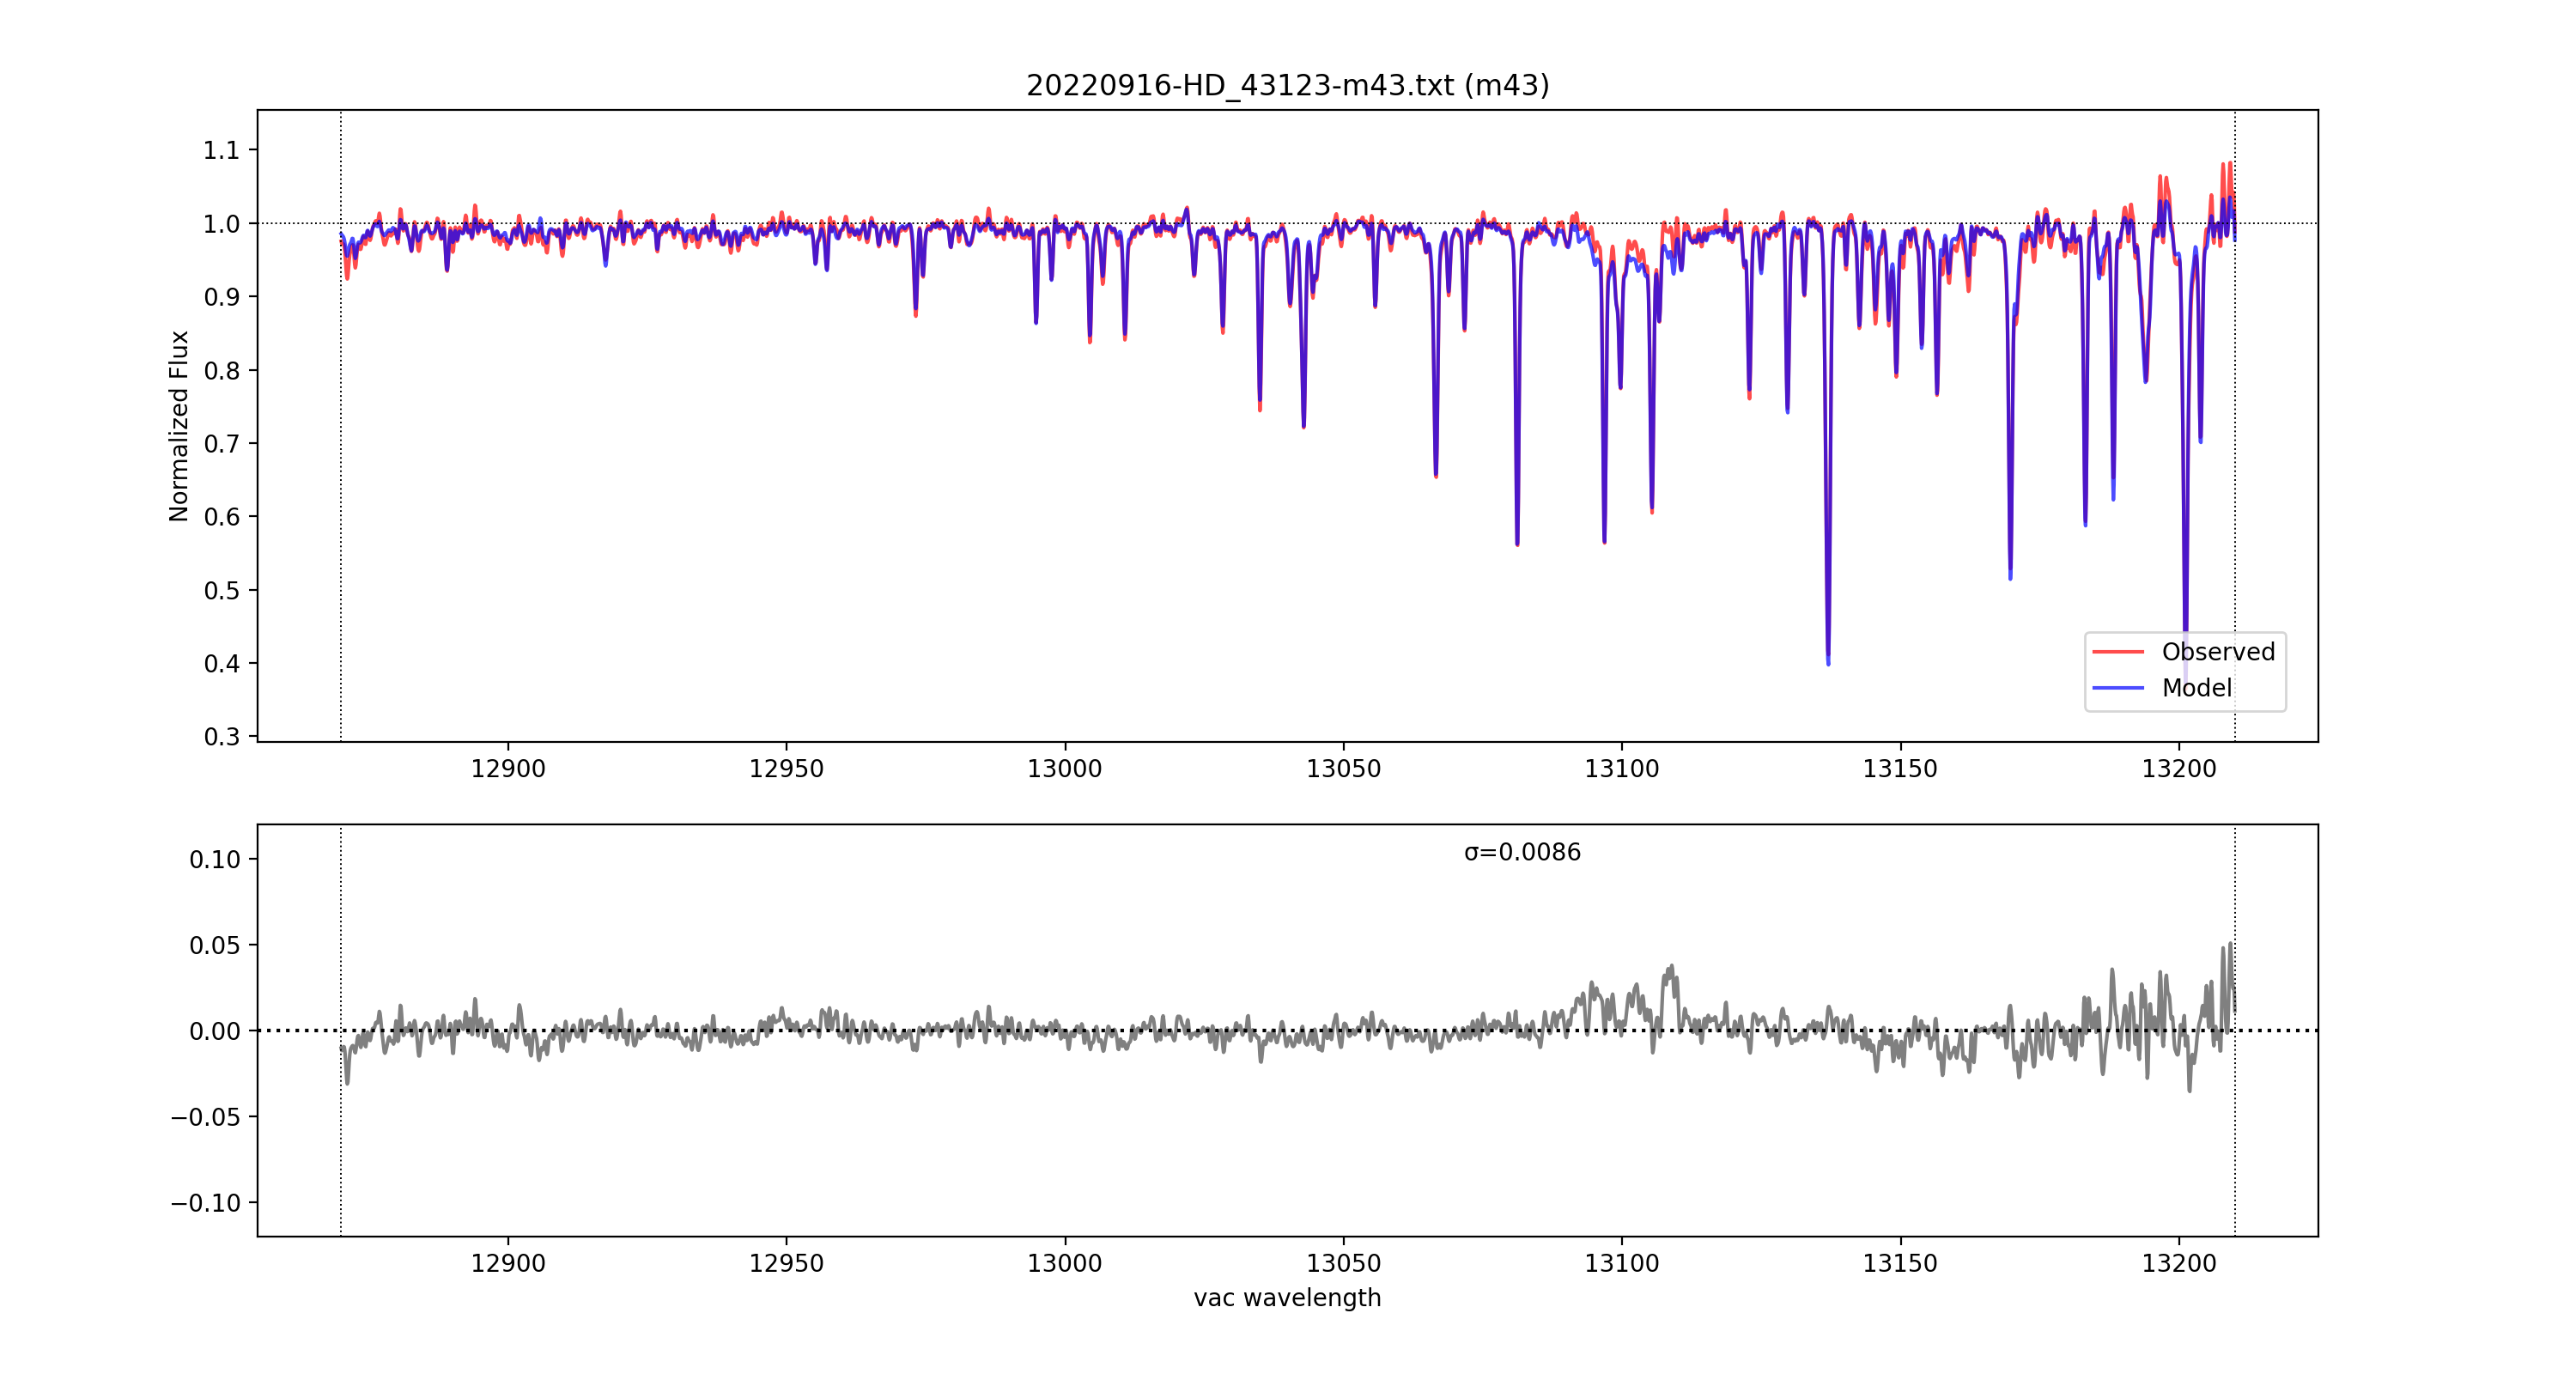 20220916-HD_43123-m43.txt (m43)
Normalized Flux
1.1
1.0
0.9
0.8
0.7
0.6
0.5
0.4
0.3
Observed
Model
12900 12950 13000 13050 13100 13150 13200
σ=0.0086
0.10
0.05
0.00
−0.05
−0.10
12900 12950 13000 13050 13100 13150 13200
vac wavelength